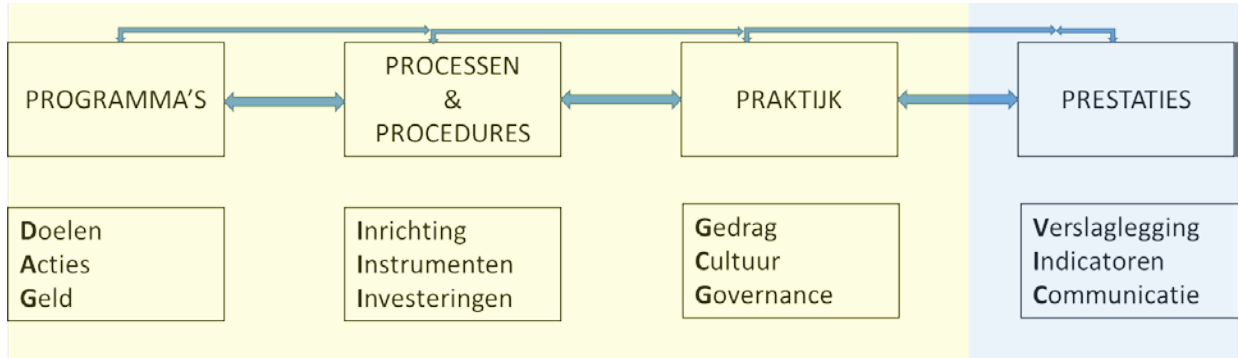 PROGRAMMA'S
PROCESSEN
&
PROCEDURES
PRAKTIJK
PRESTATIES
Doelen
Acties
Geld
Inrichting
Instrumenten
Investeringen
Gedrag
Cultuur
Governance
Verslaglegging
Indicatoren
Communicatie